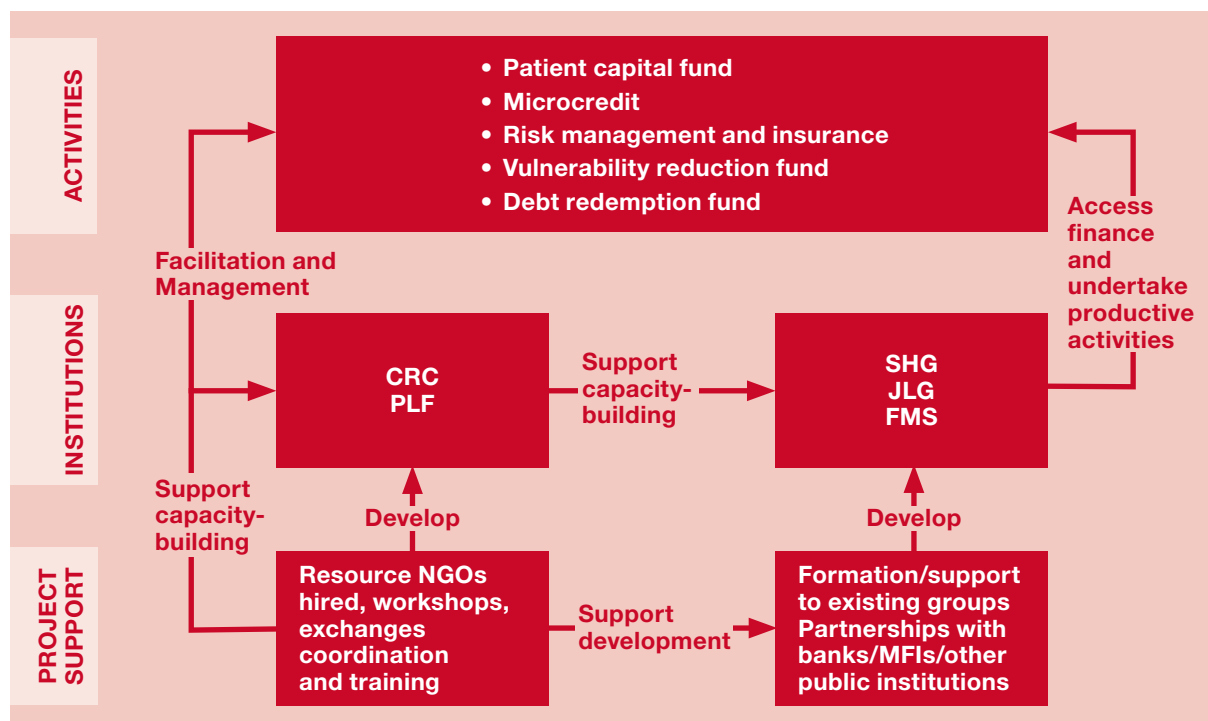 ACTIVITIES
• Patient capital fund
• Microcredit
• Risk management and insurance
• Vulnerability reduction fund
• Debt redemption fund
Facilitation and
Management
Access
finance
and
undertake
productive
activities
INSTITUTIONS
CRC
PLF
Support
capacity-
building
SHG
JLG
FMS
Support
capacity-
building
Develop
Develop
PROJECT
SUPPORT
Resource NGOs
hired, workshops,
exchanges
coordination
and training
Support
development
Formation/support
to existing groups
Partnerships with
banks/MFIs/other
public institutions